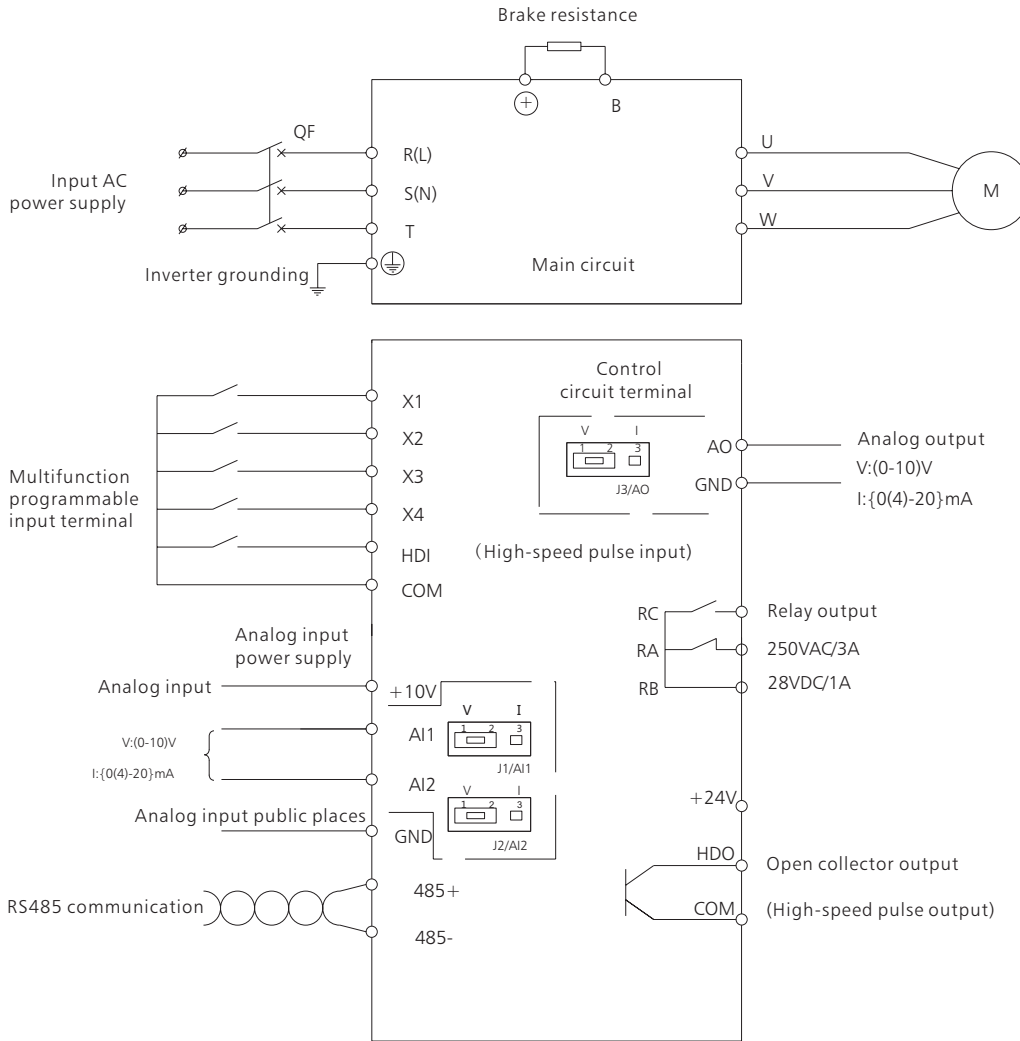 Brake resistance
+
B
QF
R(L)
U
Input AC
power supply
S(N)
V
M
T
W
Inverter grounding
Main circuit
Control
circuit terminal
X1
V I
AO
Analog output
X2
1 2 3
V:(0-10)V
J3/AO
GND
I:{0(4)-20}mA
Multifunction
programmable
input terminal
X3
X4
HDI
(High-speed pulse input)
COM
RC
Relay output
RA
250VAC/3A
RB
28VDC/1A
Analog input
power supply
Analog input
+10V
V I
AI1
1 2 3
J1/AI1
V:(0-10)V
I:{0(4)-20}mA
AI2
V I
1 2 3
J2/AI2
Analog input public places
GND
+24V
HDO
Open collector output
COM
(High-speed pulse output)
485+
RS485 communication
485-